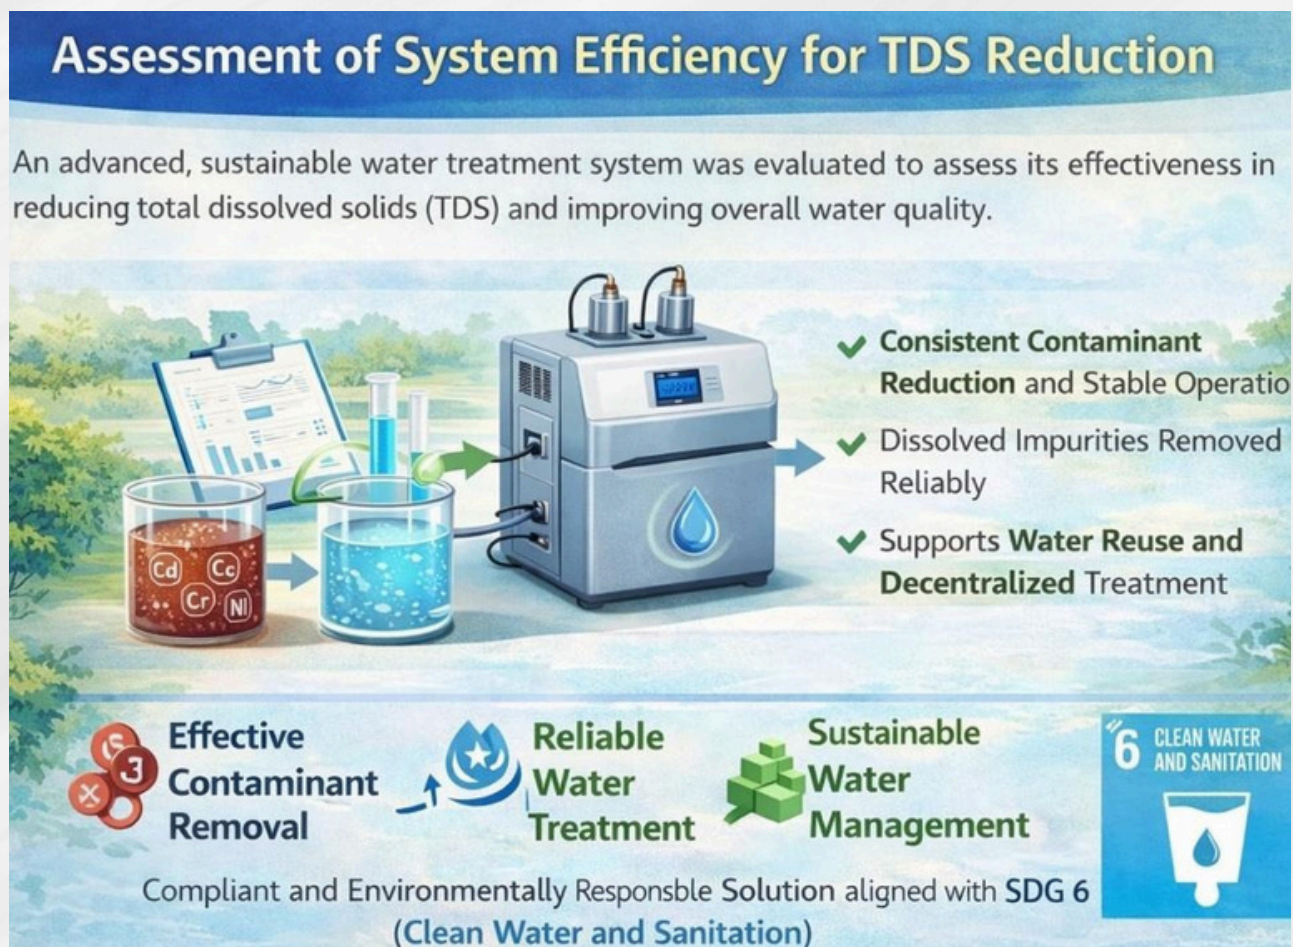 Assessment of System Efficiency for TDS Reduction
An advanced, sustainable water treatment system was evaluated to assess its effectiveness in
reducing total dissolved solids (TDS) and improving overall water quality.
Consistent Contaminant
Reduction and Stable Operatio
Dissolved Impurities Removed
Reliably
Supports Water Reuse and
Decentralized Treatment
Cd Cc
Cr NI
Effective
Contaminant
Removal
Reliable
Water
Treatment
Sustainable
Water
Management
6 CLEAN WATER
AND SANITATION
Compliant and Environmentally Responsble Solution aligned with SDG 6
(Clean Water and Sanitation)